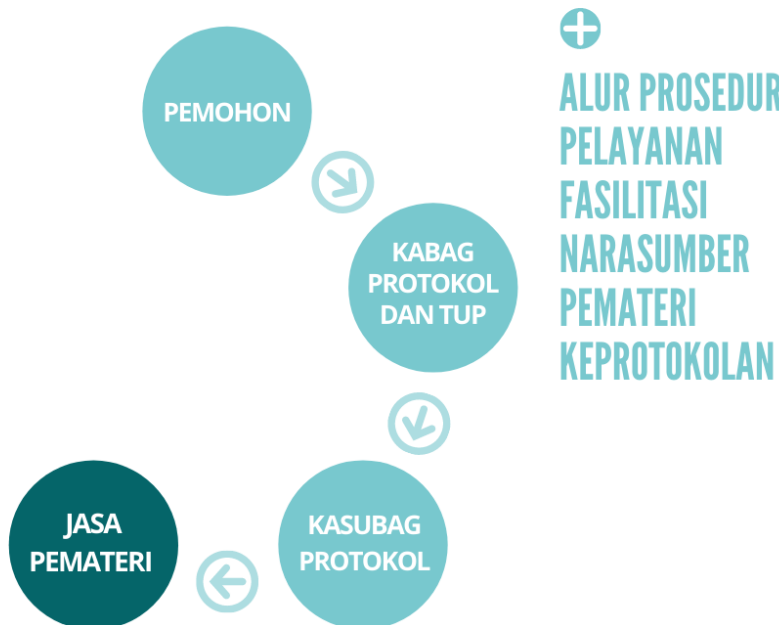 PEMOHON
KABAG
PROTOKOL
DAN TUP
KASUBAG
PROTOKOL
JASA
PEMATERI
ALUR PROSEDUR
PELAYANAN
FASILITASI
NARASUMBER
PEMATERI
KEPROTOKOLAN